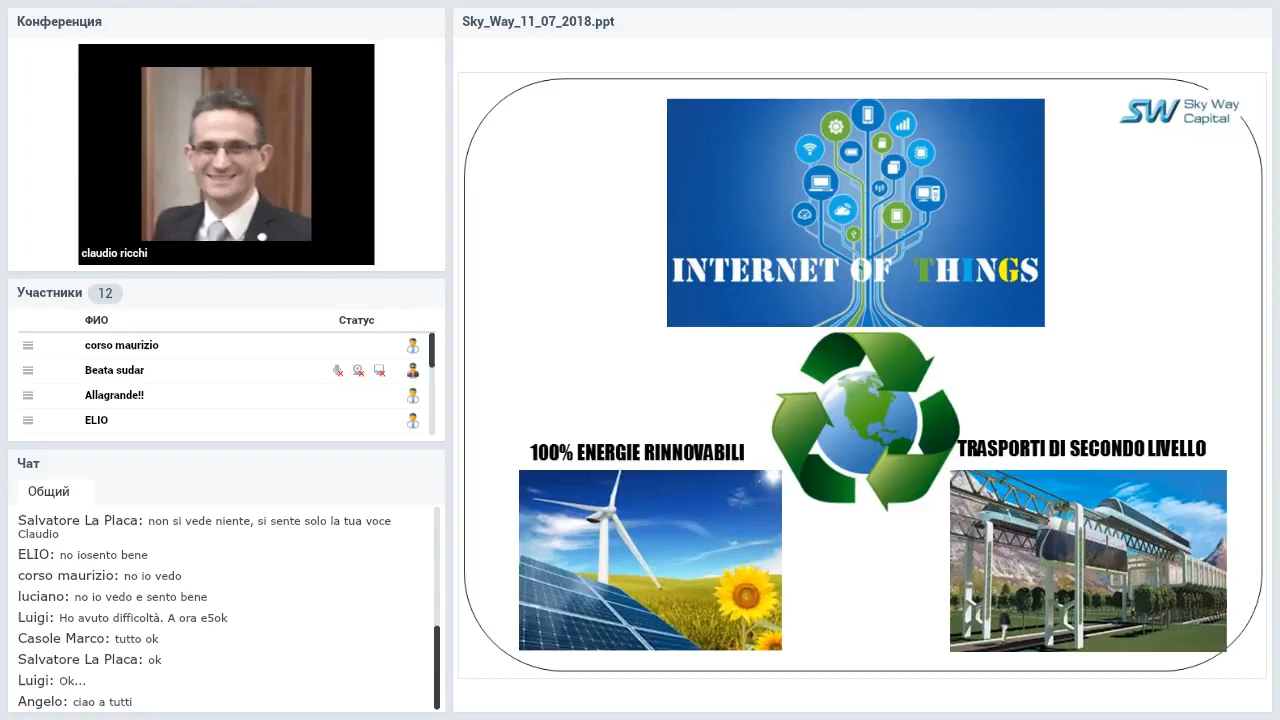 Конференция
claudio ricchi
Участники 12
ФИО Статус
corso maurizio
Beata sudar
Allagrande!!
ELIO
Чат
Общий
Salvatore La Placa: non si vede niente, si sente solo la tua voce
Claudio
ELIO: no iosento bene
corso maurizio: no io vedo
luciano: no io vedo e sento bene
Luigi: Ho avuto difficoltà. A ora e5ok
Casole Marco: tutto ok
Salvatore La Placa: ok
Luigi: Ok...
Angelo: ciao a tutti
Sky_Way_11_07_2018.ppt
SW Sky Way
Capital
INTERNET OF THINGS
100% ENERGIE RINNOVABILI
TRASPORTI DI SECONDO LIVELLO